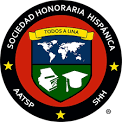 SOCIEDAD HONORARIA HISPÁNICA
TODOS A UNA
AATSP
SHH
®